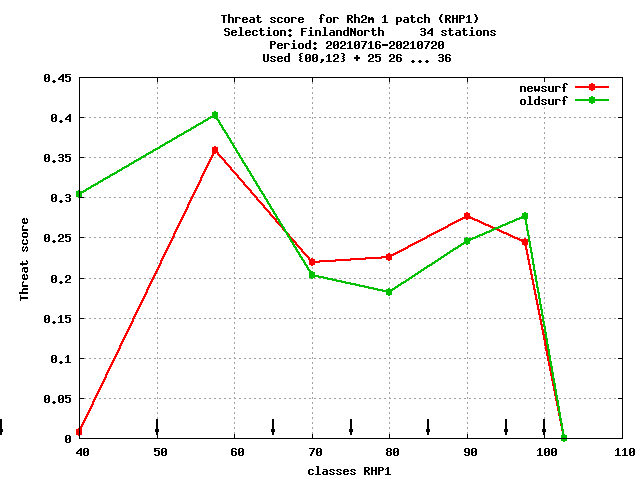 Threat score  for Rh2m 1 patch (RHP1)
Selection: FinlandNorth     34 stations
Period: 20210716-20210720
Used {00,12} + 25 26 ... 36
0.45
0.4
0.35
0.3
0.25
0.2
0.15
0.1
0.05
0
Threat score
newsurf
oldsurf
40 50 60 70 80 90 100 110
classes RHP1